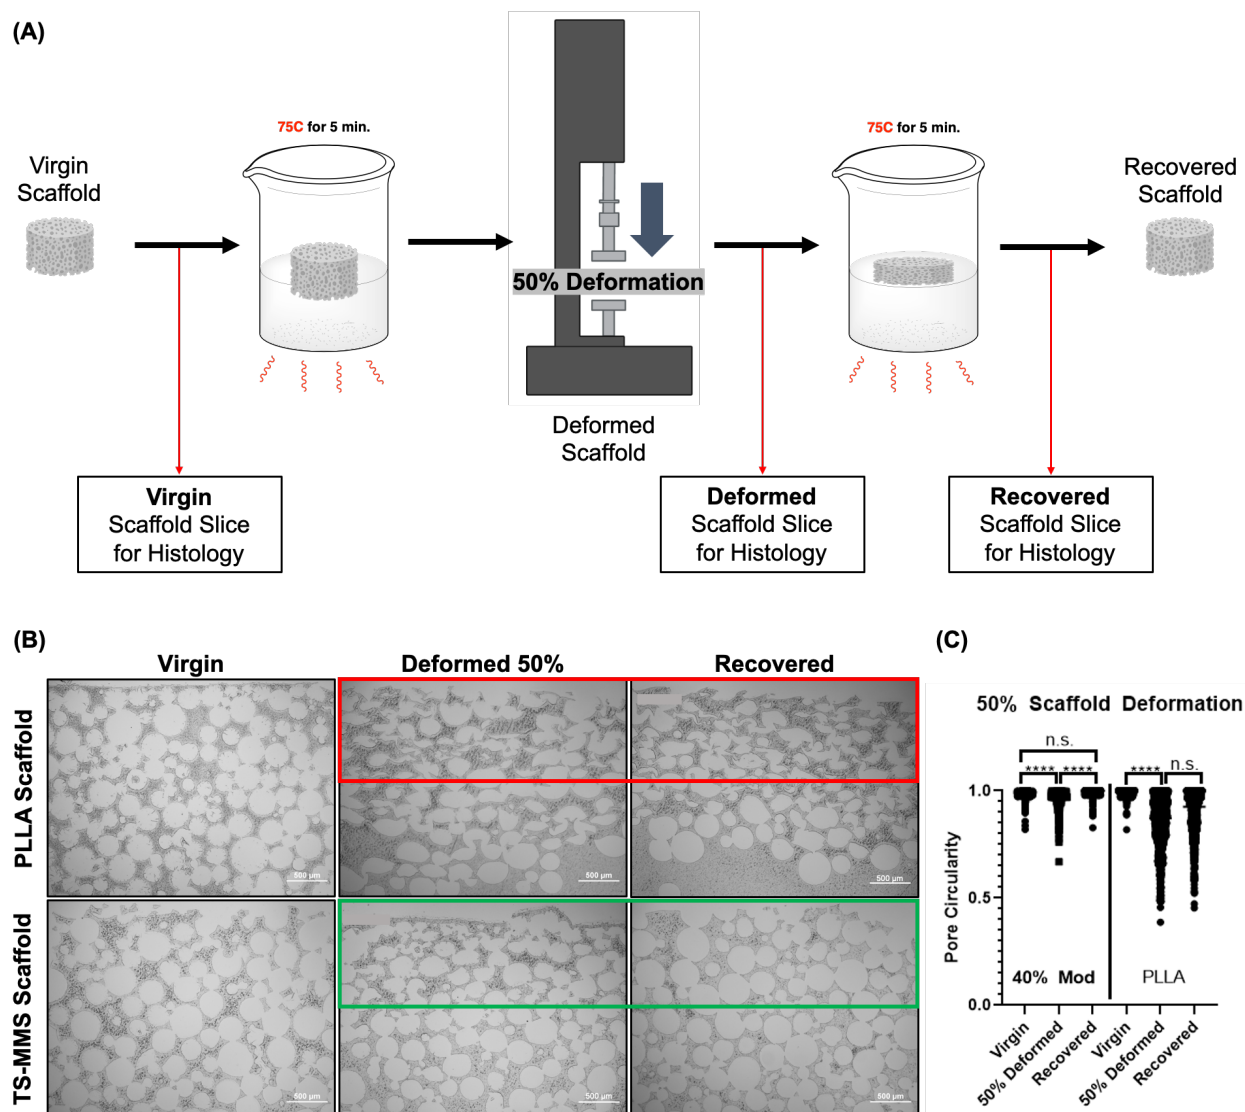 (A)
75C for 5 min.
75C for 5 min.
Virgin
Scaffold
Recovered
Scaffold
50% Deformation
Deformed
Scaffold
Virgin
Scaffold Slice
for Histology
Deformed
Scaffold Slice
for Histology
Recovered
Scaffold Slice
for Histology
(B)
Virgin
Deformed 50%
Recovered
PLLA Scaffold
500 µm
500 µm
500 µm
TS-MMS Scaffold
500 µm
500 µm
500 µm
(C)
50% Scaffold Deformation
n.s.
**** **** **** n.s.
Pore Circularity
1.0
0.5
0.0
40% Mod
PLLA
Virgin
50% Deformed
Recovered
Virgin
50% Deformed
Recovered